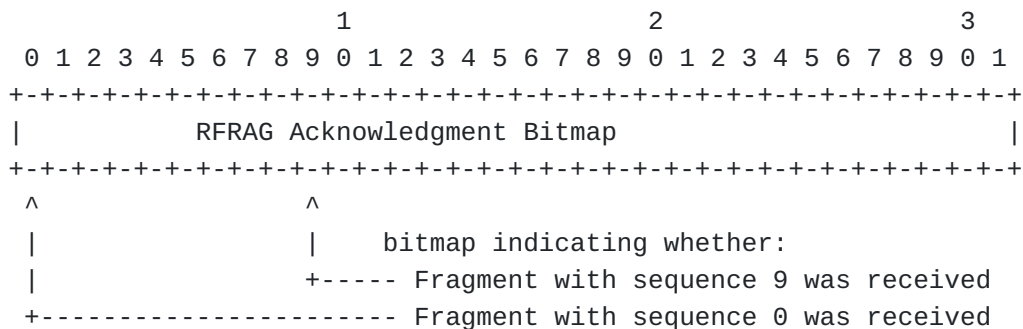 1                   2                   3
 0 1 2 3 4 5 6 7 8 9 0 1 2 3 4 5 6 7 8 9 0 1 2 3 4 5 6 7 8 9 0 1
+-+-+-+-+-+-+-+-+-+-+-+-+-+-+-+-+-+-+-+-+-+-+-+-+-+-+-+-+-+-+-+-+
|           RFRAG Acknowledgment Bitmap                         |
+-+-+-+-+-+-+-+-+-+-+-+-+-+-+-+-+-+-+-+-+-+-+-+-+-+-+-+-+-+-+-+-+
 ^                 ^
 |                 |    bitmap indicating whether:
 |                 +----- Fragment with sequence 9 was received
 +----------------------- Fragment with sequence 0 was received